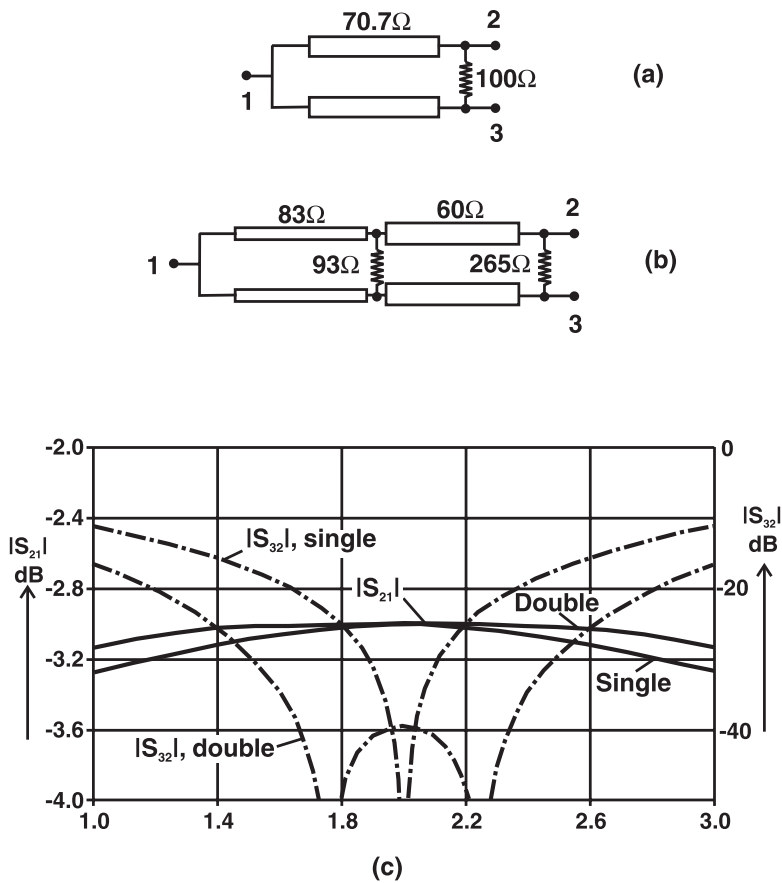 70.7Ω
2
1
100Ω
(a)
3
83Ω
60Ω
2
1
93Ω
265Ω
(b)
3
-2.0
0
-2.4
|S32|, single
|S21|
dB
|S32|
dB
-2.8
|S21|
Double
-20
-3.2
Single
-3.6
|S32|, double
-40
-4.0
1.0
1.4
1.8
2.2
2.6
3.0
(c)